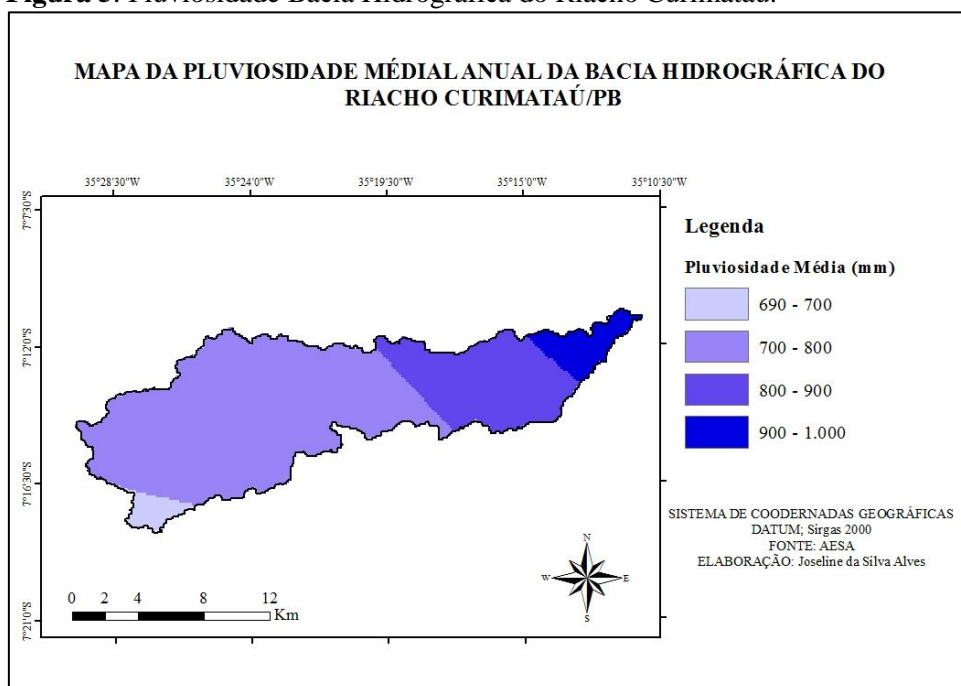 Figura 3: Pluviosidade Bacia Hidrográfica do Riacho Curimataú.
MAPA DA PLUVIOSIDADE MÉDIAL ANUAL DA BACIA HIDROGRÁFICA DO
RIACHO CURIMATAÚ/PB
35°28'30"W 35°24'0"W 35°19'30"W 35°15'0"W 35°10'30"W
7°7'30"S
7°12'0"S
7°16'30"S
7°21'0"S
Legenda
Pluviosidade Média (mm)
690 - 700
700 - 800
800 - 900
900 - 1.000
SISTEMA DE COODERNADAS GEOGRÁFICAS
DATUM; Sirgas 2000
FONTE: AESA
ELABORAÇÃO: Joseline da Silva Alves
N
W E
S
0 2 4 8 12
Km